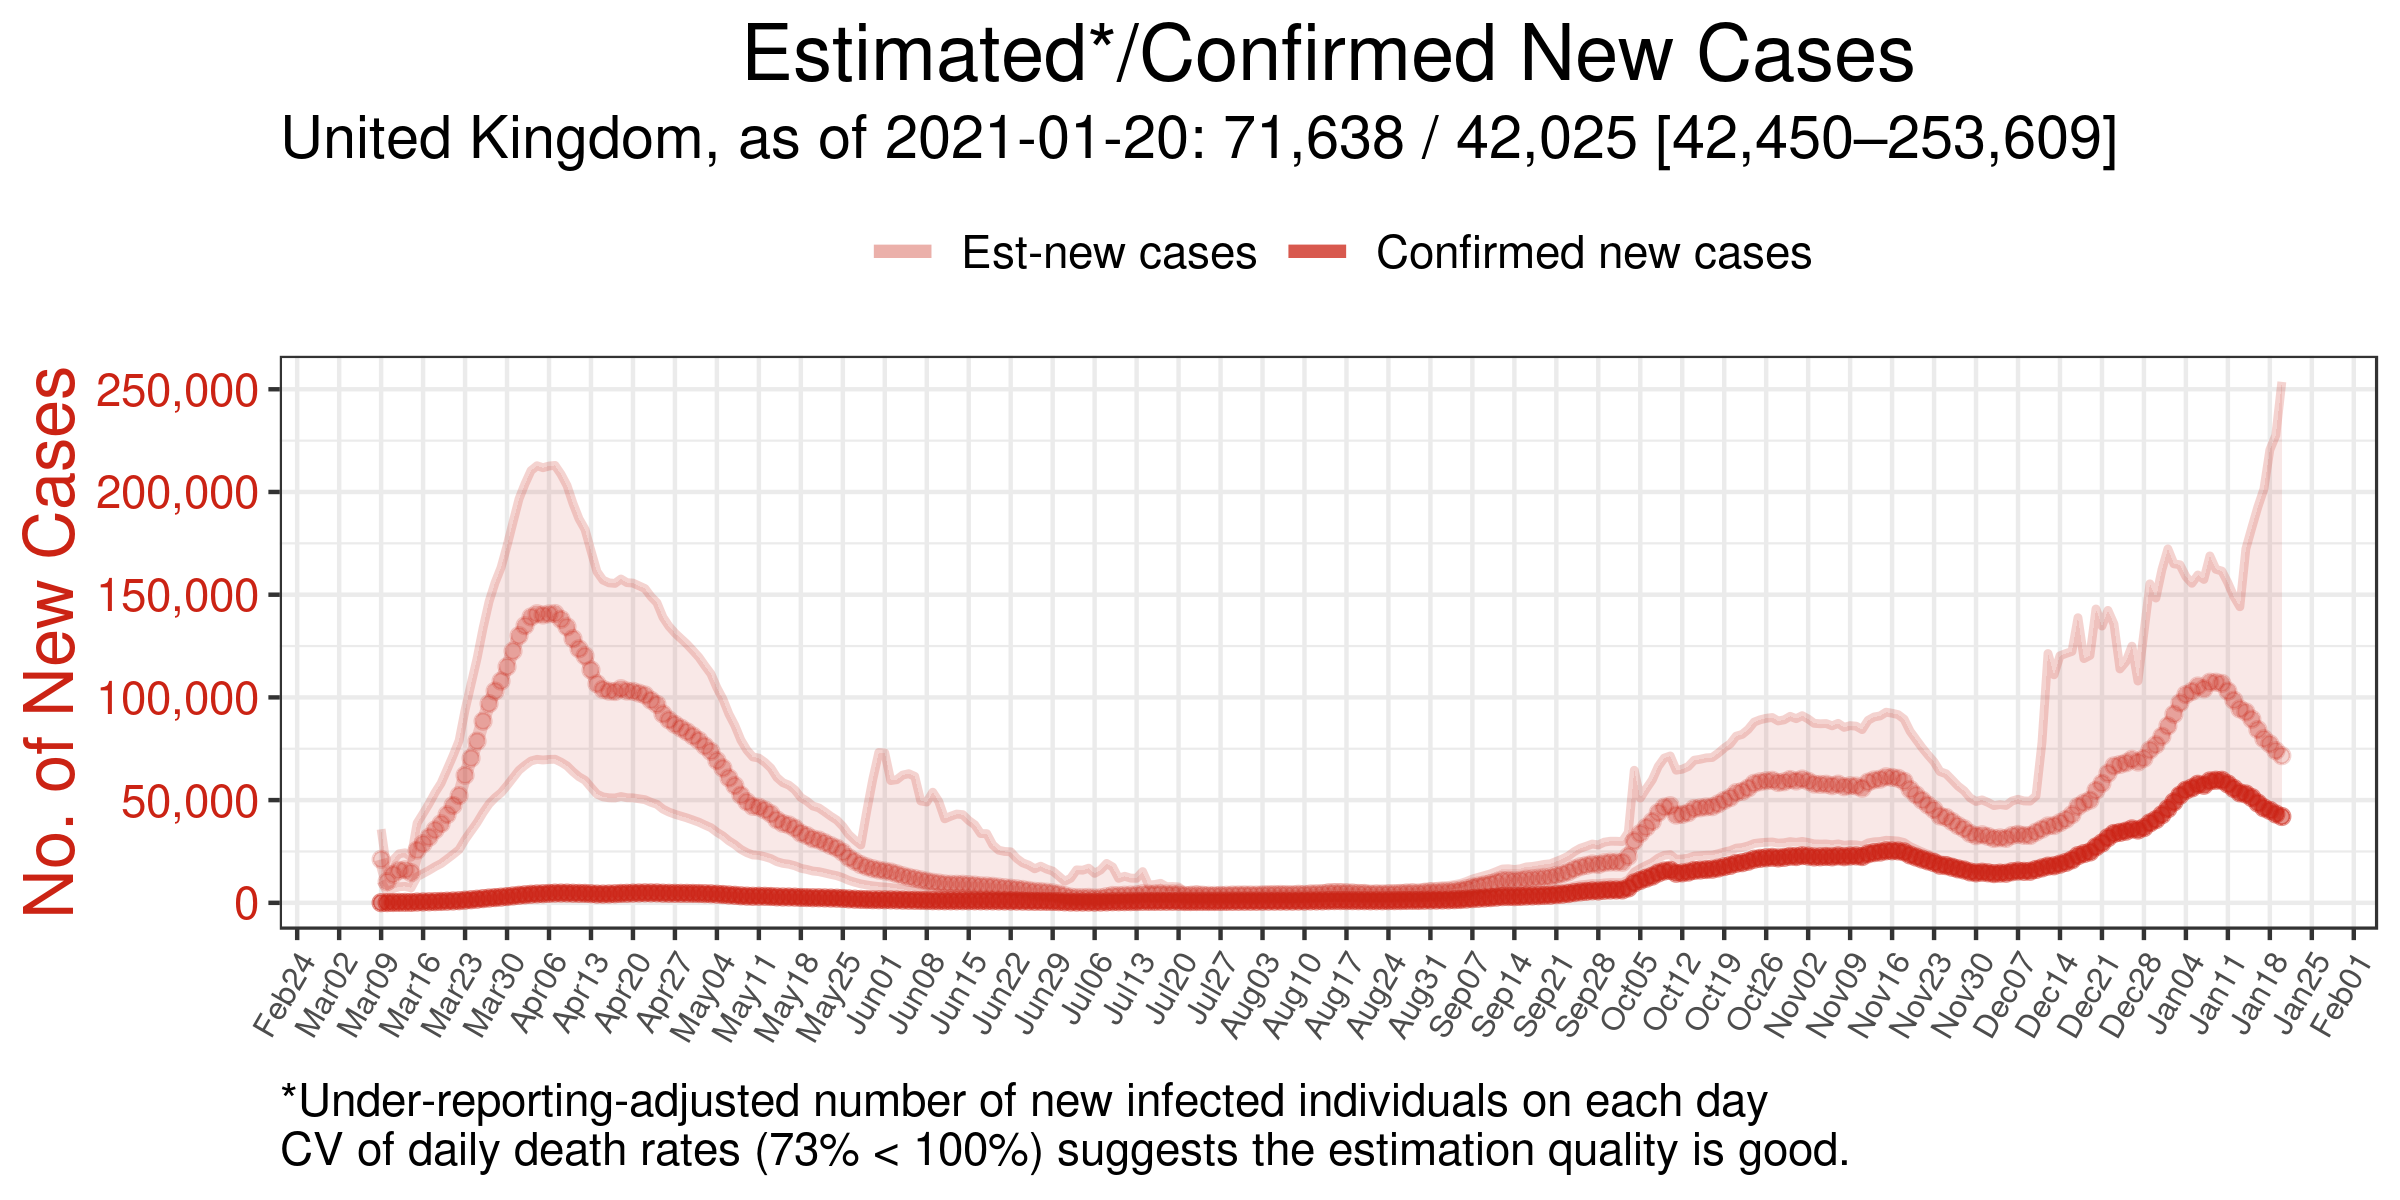 Estimated*/Confirmed New Cases
United Kingdom, as of 2021-01-20: 71,638 / 42,025 [42,450–253,609]
Est-new cases Confirmed new cases
No. of New Cases
250,000
200,000
150,000
100,000
50,000
0
Feb24 Mar02 Mar09 Mar16 Mar23 Mar30 Apr06 Apr13 Apr20 Apr27 May04 May11 May18 May25 Jun01 Jun08 Jun15 Jun22 Jun29 Jul06 Jul13 Jul20 Jul27 Aug03 Aug10 Aug17 Aug24 Aug31 Sep07 Sep14 Sep21 Sep28 Oct05 Oct12 Oct19 Oct26 Nov02 Nov09 Nov16 Nov23 Nov30 Dec07 Dec14 Dec21 Dec28 Jan04 Jan11 Jan18 Jan25 Feb01
*Under-reporting-adjusted number of new infected individuals on each day
CV of daily death rates (73% < 100%) suggests the estimation quality is good.